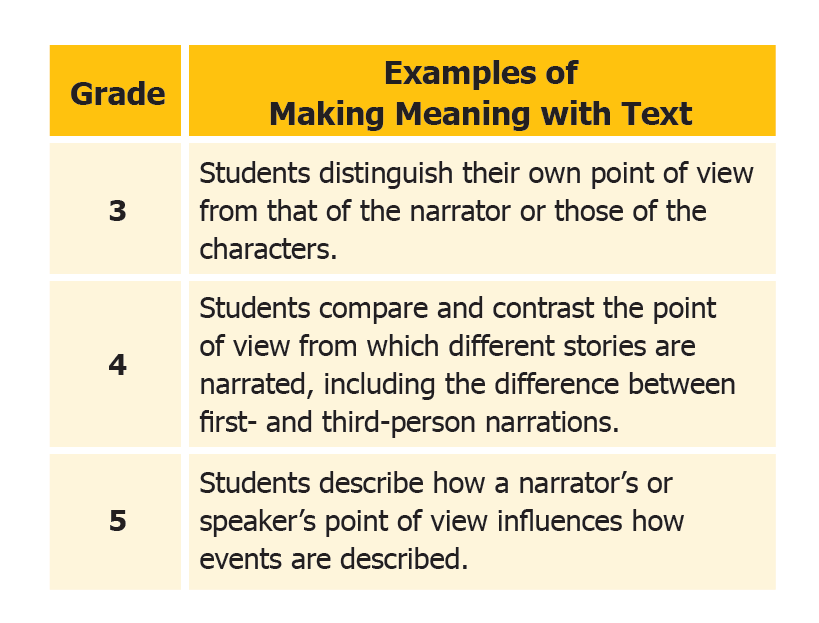 Grade
Examples of
Making Meaning with Text
3
Students distinguish their own point of view
from that of the narrator or those of the
characters.
4
Students compare and contrast the point
of view from which different stories are
narrated, including the difference between
first- and third-person narrations.
5
Students describe how a narrator’s or
speaker’s point of view influences how
events are described.